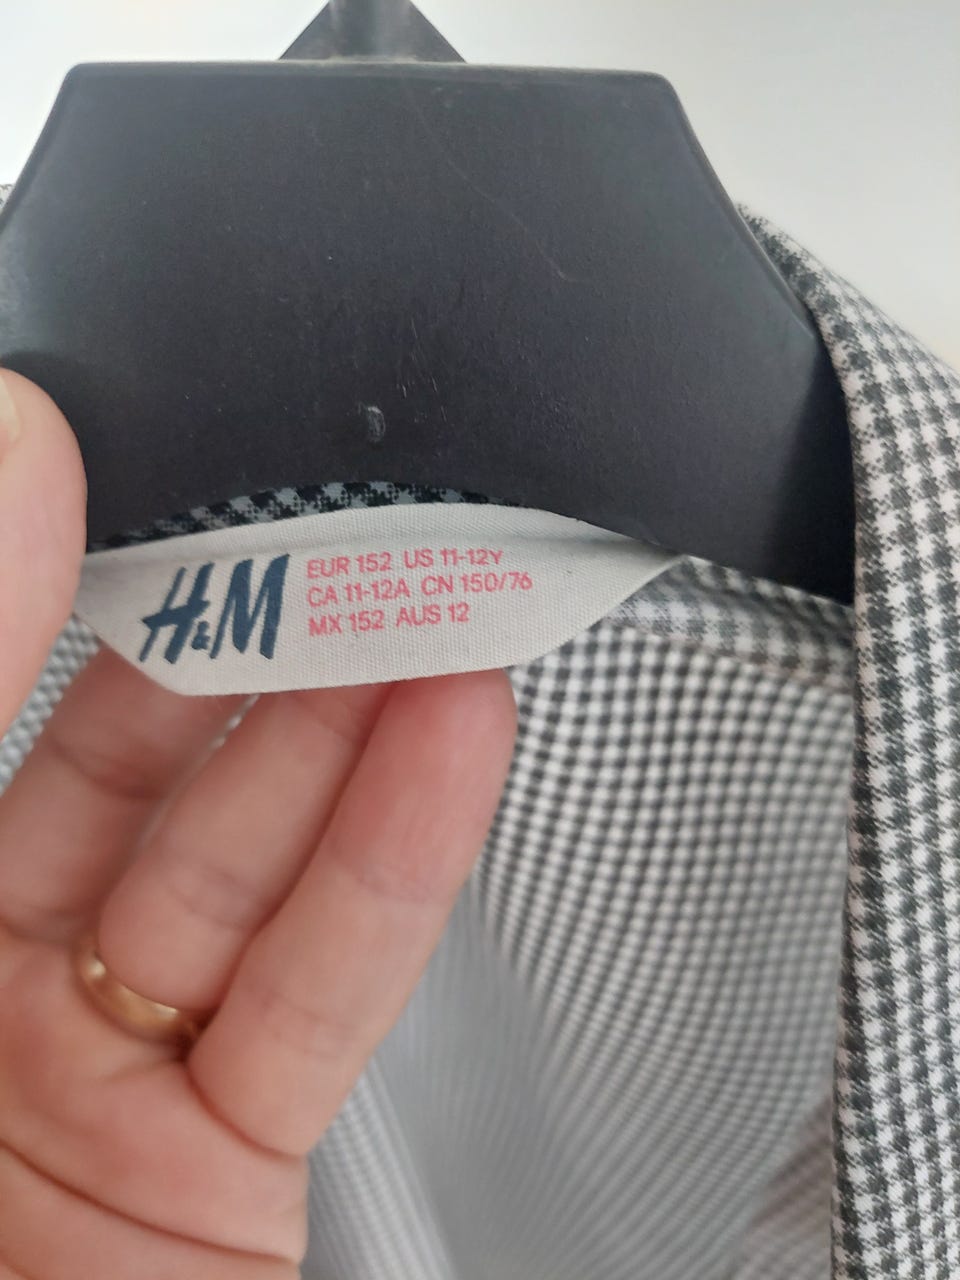 H&M
EUR 152 US 11-12Y
CA 11-12A CN 150/76
MX 152 AUS 12